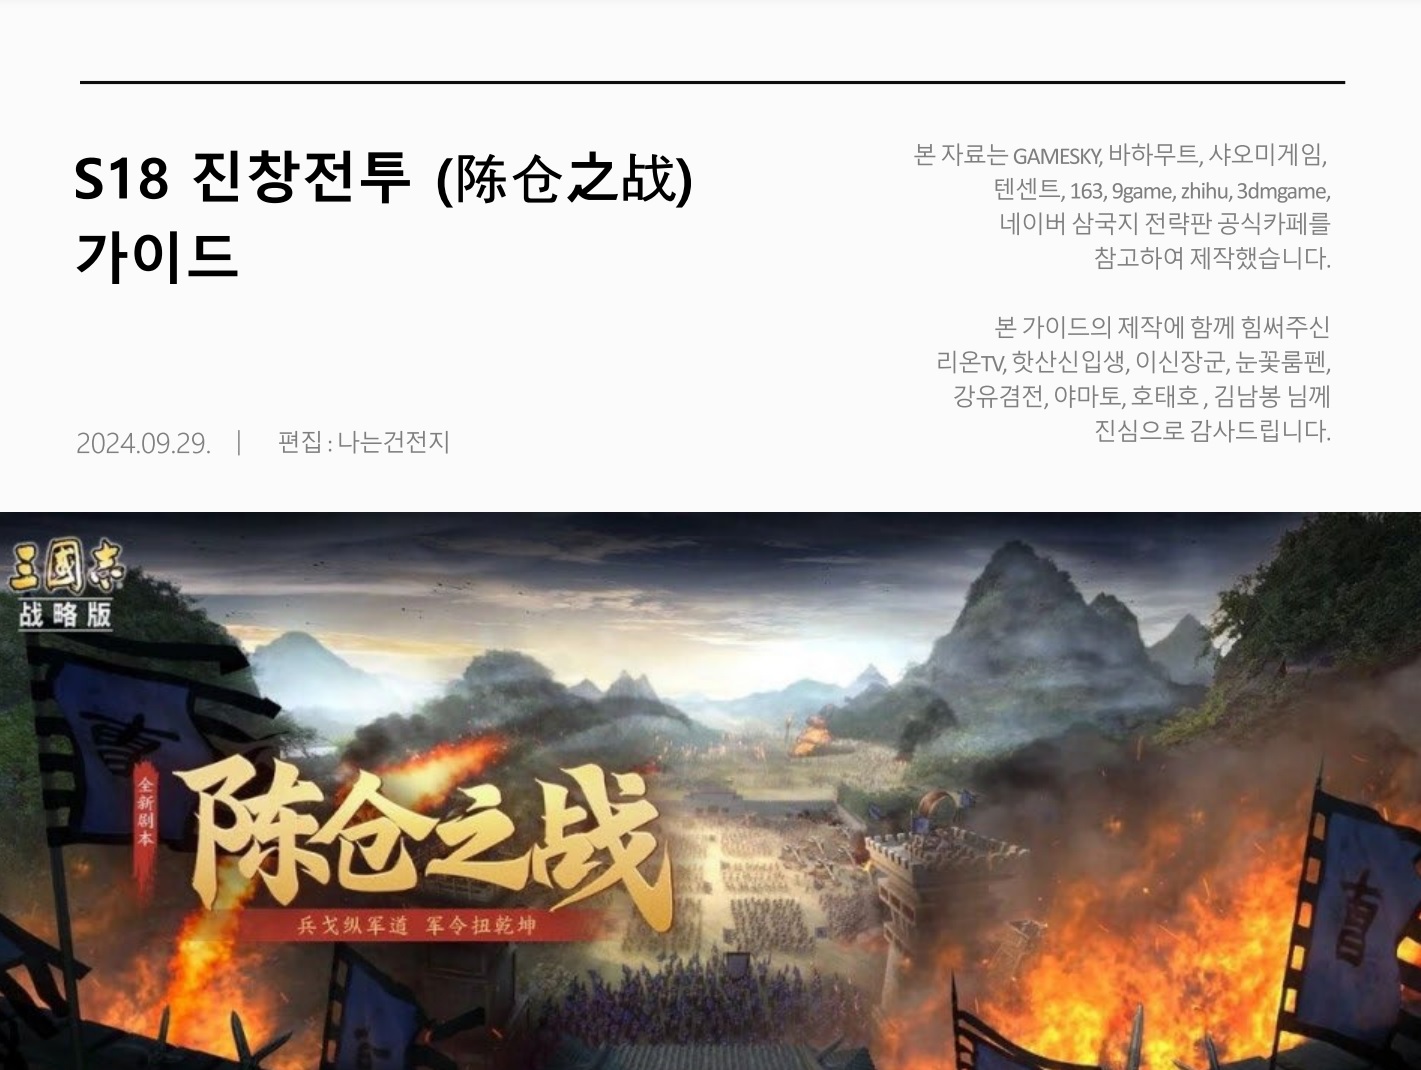 S18 진창전투 (陈仓之战)
가이드
2024.09.29. | 편집 : 나는건전지
본 자료는 GAMESKY, 바하무트, 샤오미게임,
텐센트, 163, 9game, zhihu, 3dmgame,
네이버 삼국지 전략판 공식카페를
참고하여 제작했습니다.
본 가이드의 제작에 함께 힘써주신
리온TV, 핫산신입생, 이신장군, 눈꽃룸펜,
강유겸전, 야마토, 호태호 , 김남봉 님께
진심으로 감사드립니다.
三國志
战略版
曹
全新剧本
陈仓之战
兵戈纵军道 军令扭乾坤
曹